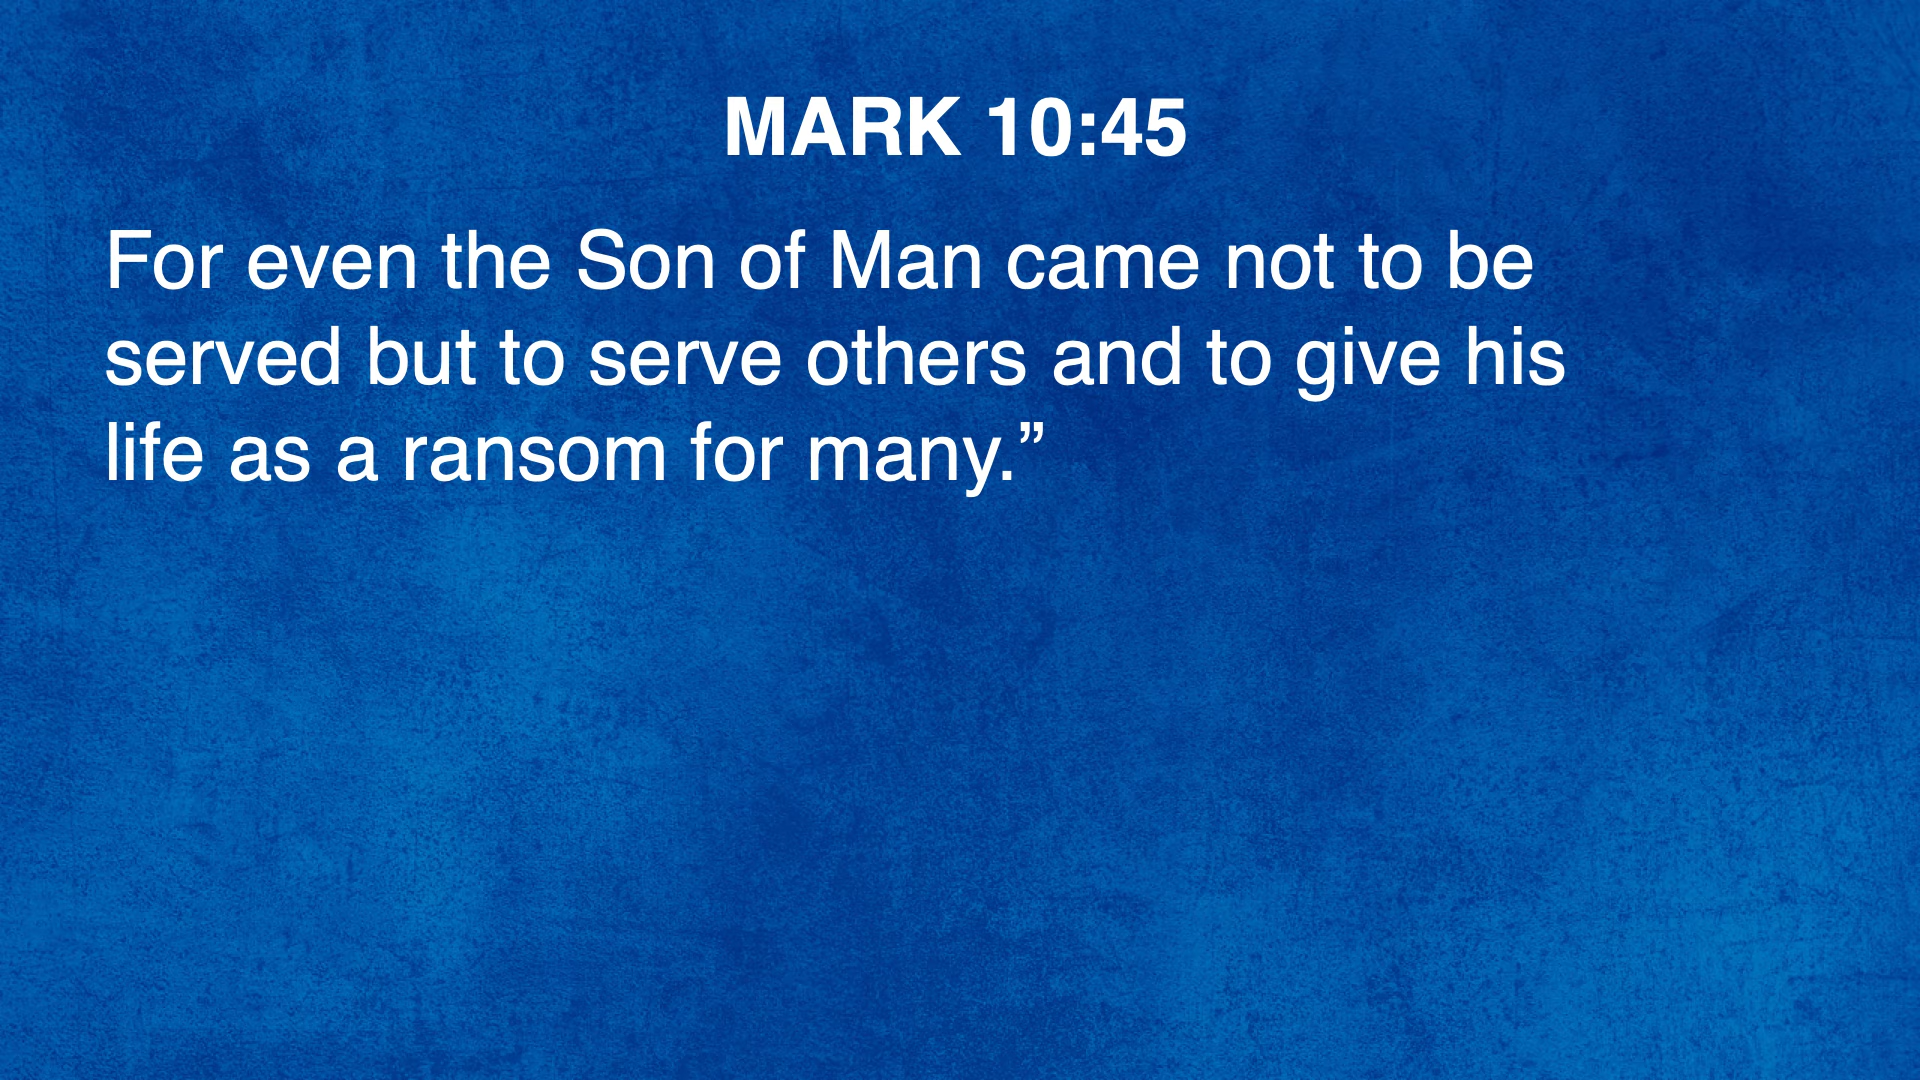 MARK 10:45
For even the Son of Man came not to be
served but to serve others and to give his
life as a ransom for many.”